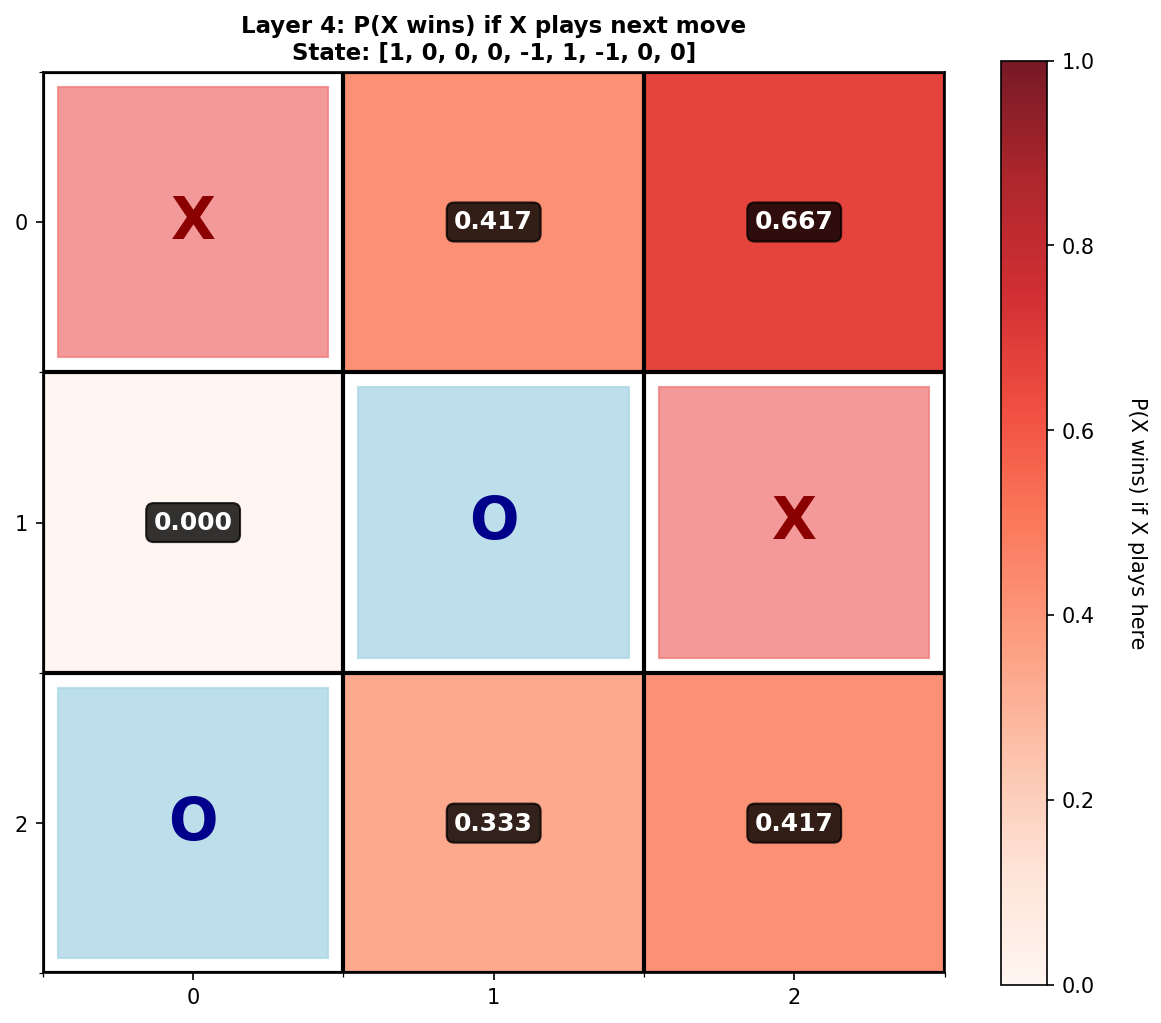 Layer 4: P(X wins) if X plays next move
State: [1, 0, 0, 0, -1, 1, -1, 0, 0]
1.0
0
X
0.417
0.667
0.8
0.6
P(X wins) if X plays here
1
0.000
O
X
0.4
2
O
0.333
0.417
0.2
0.0
0
1
2